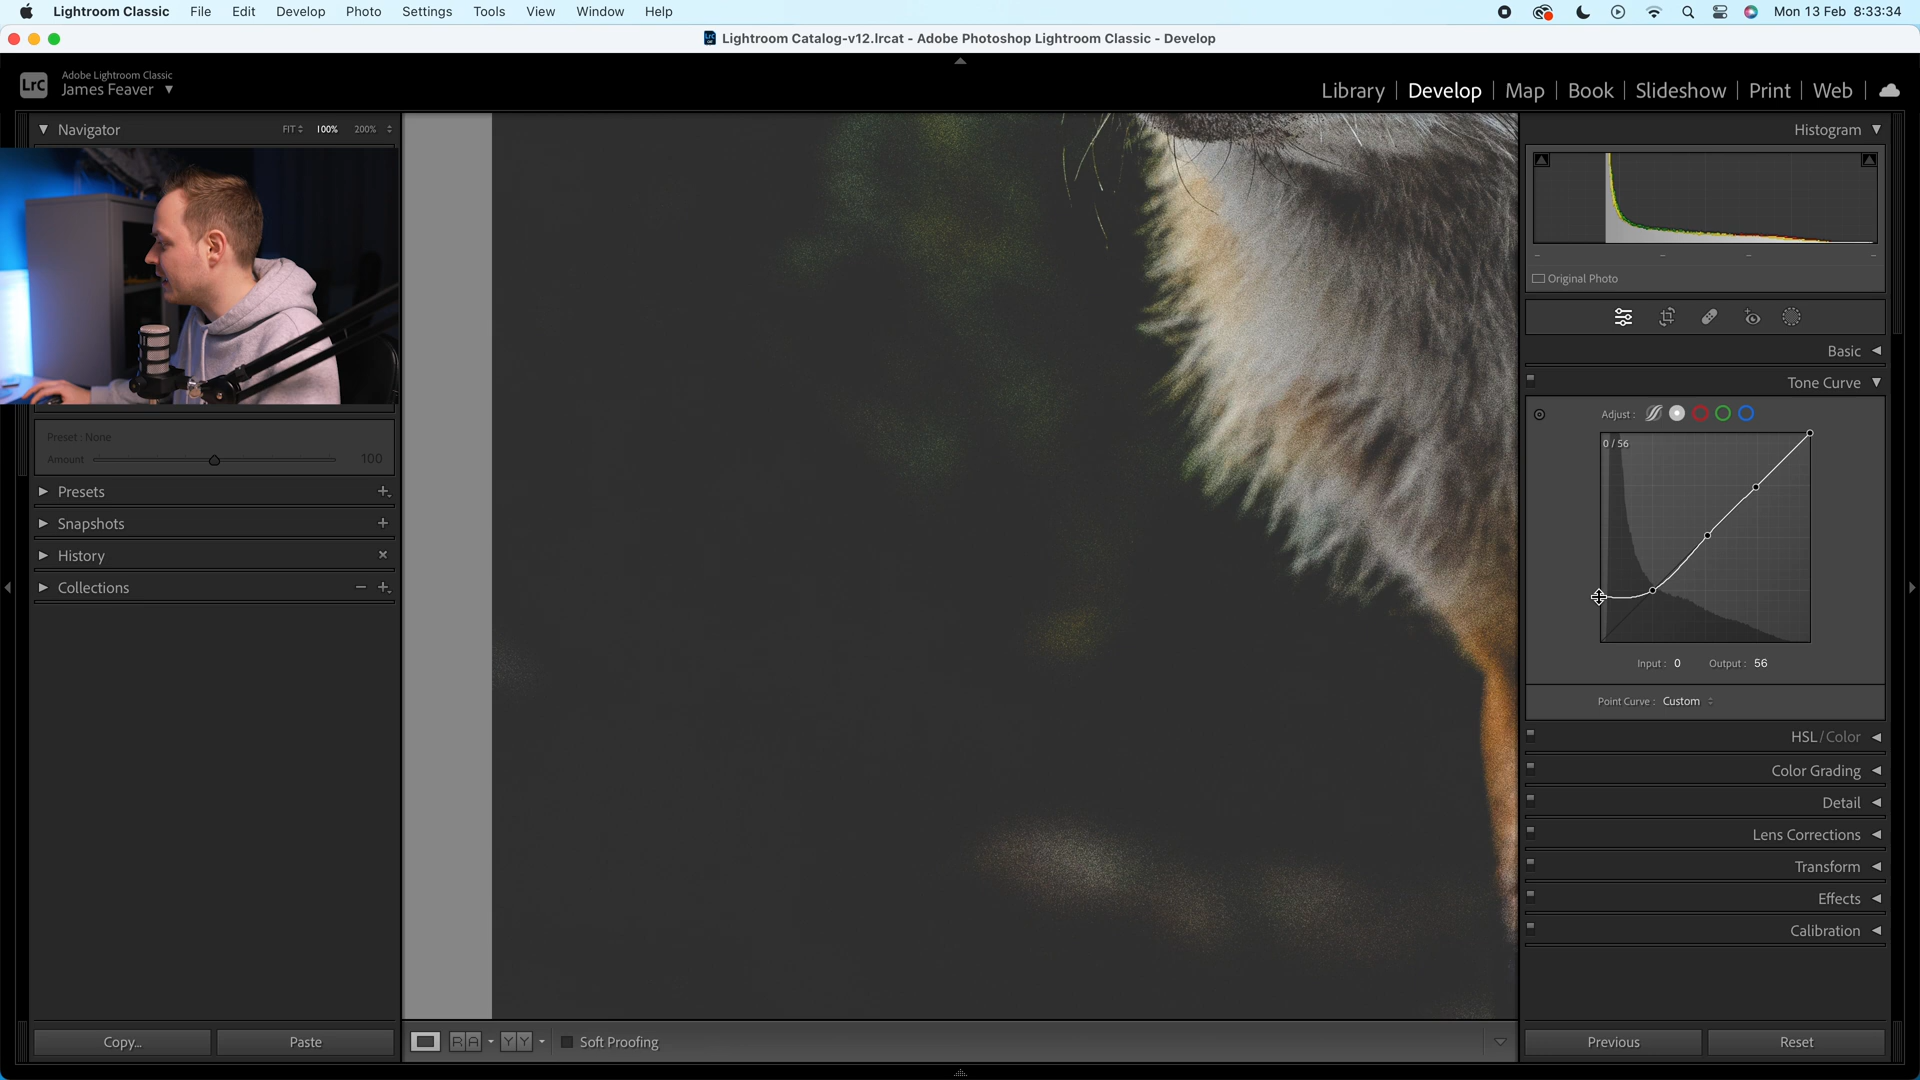 Lightroom Classic File Edit Develop Photo Settings Tools View Window Help Mon 13 Feb 8:33:34
Lightroom Catalog-v12.lrcat - Adobe Photoshop Lightroom Classic - Develop
LrC
Adobe Lightroom Classic
James Feaver
Library | Develop | Map | Book | Slideshow | Print | Web
Navigator FIT 100% 200%
Histogram
Original Photo
Basic
Tone Curve
Adjust :
0 / 56
Input : 0 Output : 56
Point Curve : Custom
HSL / Color
Color Grading
Detail
Lens Corrections
Transform
Effects
Calibration
Preset : None
Amount 100
Presets
Snapshots
History
Collections
Copy... Paste
R A Y Y Soft Proofing
Previous Reset